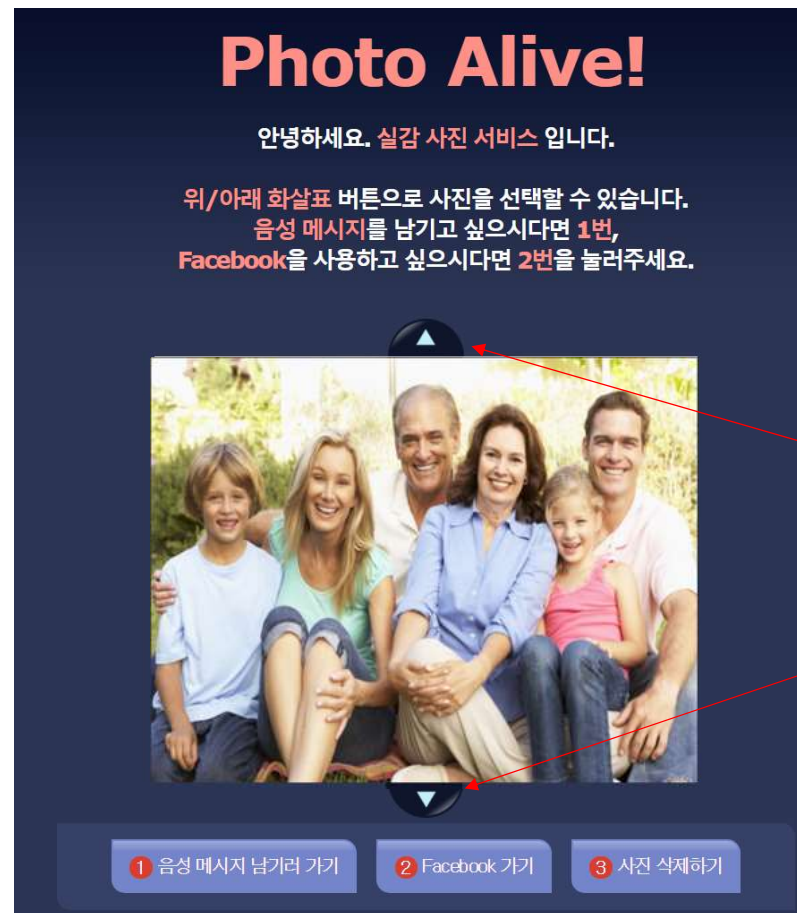 Photo Alive!
안녕하세요. 실감 사진 서비스 입니다.
위/아래 화살표 버튼으로 사진을 선택할 수 있습니다.
음성 메시지를 남기고 싶으시다면 1번,
Facebook을 사용하고 싶으시다면 2번을 눌러주세요.
1 음성 메시지 남기러 가기 2 Facebook 가기 3 사진 삭제하기